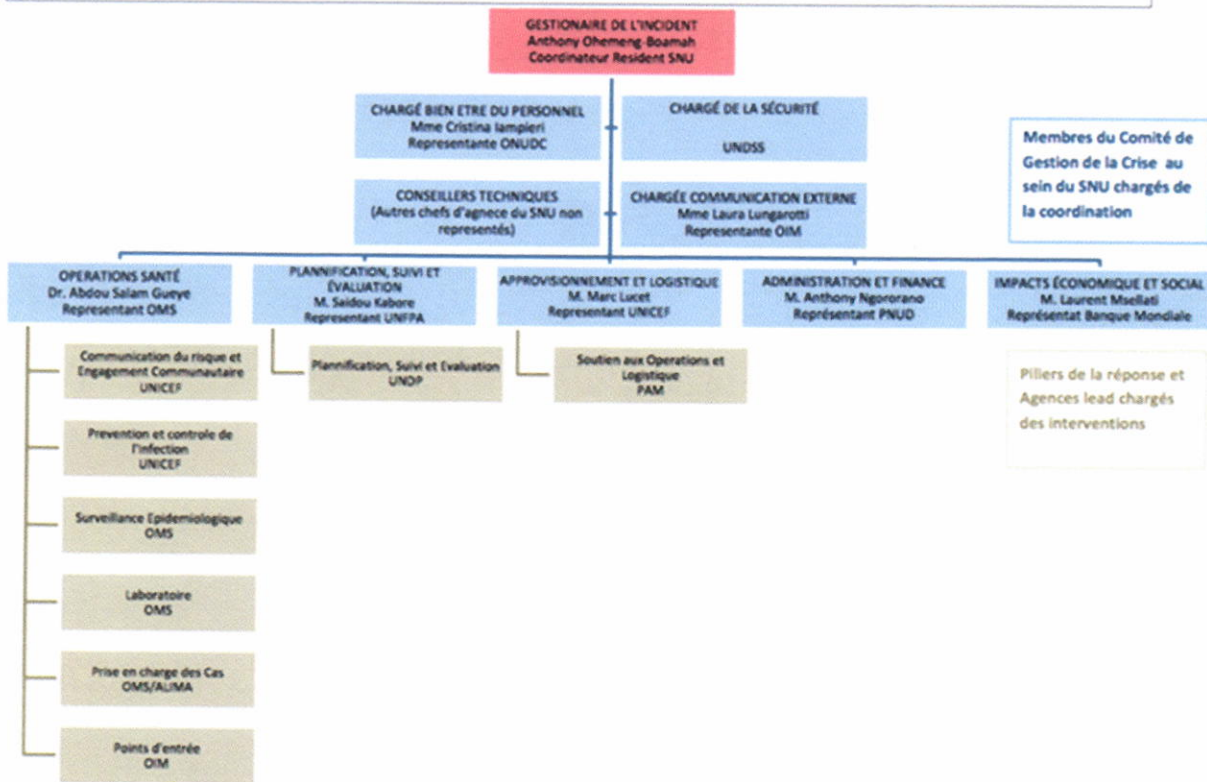 GESTIONAIRE DE L'INCIDENT
Anthony Ohemeng-Boamah
Coordinateur Resident SNU
CHARGÉ BIEN ETRE DU PERSONNEL
Mme Cristina Iampieri
Representante ONUDC
CHARGÉ DE LA SÉCURITÉ
UNDSS
Membres du Comité de
Gestion de la Crise au
sein du SNU chargés de
la coordination
CONSEILLERS TECHNIQUES
(Autres chefs d'agnece du SNU non
representés)
CHARGÉE COMMUNICATION EXTERNE
Mme Laura Lungarotti
Representante OIM
OPERATIONS SANTÉ
Dr. Abdou Salam Gueye
Representant OMS
PLANNIFICATION, SUIVI ET
ÉVALUATION
M. Saidou Kabore
Representant UNFPA
APPROVISIONNEMENT ET LOGISTIQUE
M. Marc Lucet
Representant UNICEF
ADMINISTRATION ET FINANCE
M. Anthony Ngororano
Représentant PNUD
IMPACTS ÉCONOMIQUE ET SOCIAL
M. Laurent Msellati
Représentat Banque Mondiale
Communication du risque et
Engagement Communautaire
UNICEF
Plannification, Suivi et Evaluation
UNDP
Soutien aux Operations et
Logistique
PAM
Piliers de la réponse et
Agences lead chargés
des interventions
Prevention et controle de
l'infection
UNICEF
Surveillance Epidemiologique
OMS
Laboratoire
OMS
Prise en charge des Cas
OMS/ALIMA
Points d'entrée
OIM